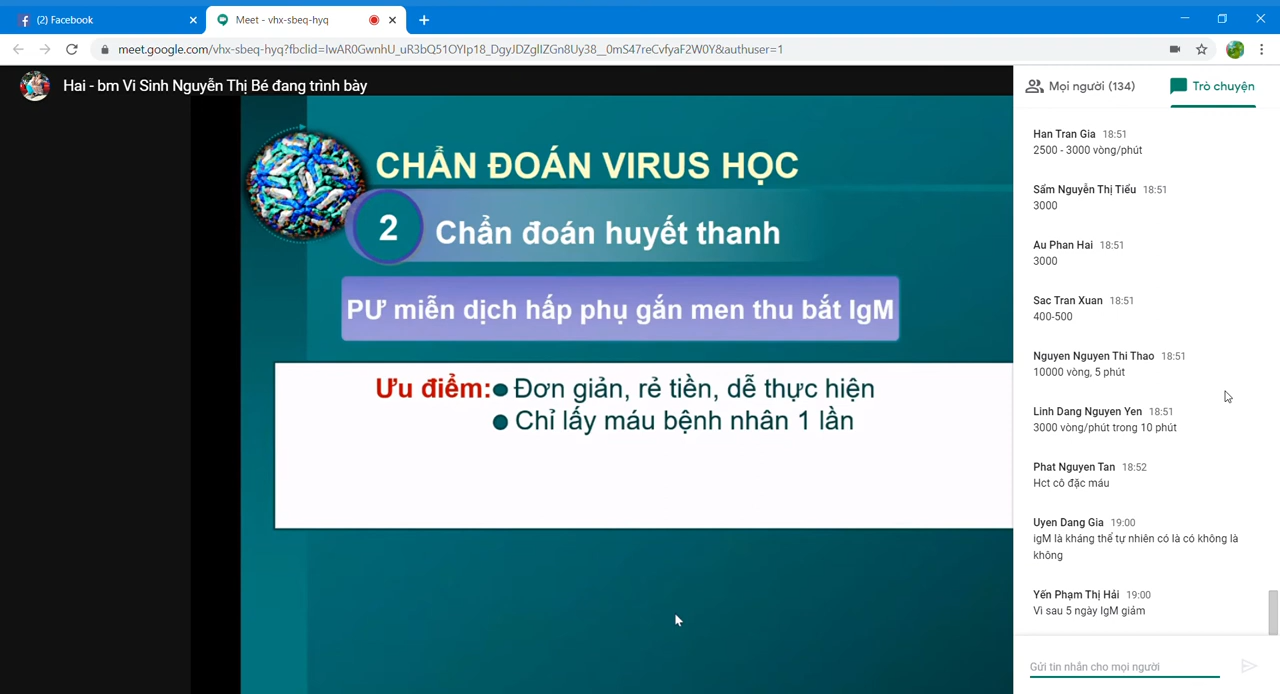 (2) Facebook
Meet - vhx-sbeq-hyq
meet.google.com/vhx-sbeq-hyq?fbclid=IwAR0GwnhU_uR3bQ51OYIp18_DgyJDZglIZGn8Uy38__0mS47reCvfyaF2W0Y&authuser=1
Hai - bm Vi Sinh Nguyễn Thị Bé đang trình bày
CHẨN ĐOÁN VIRUS HỌC
2
Chẩn đoán huyết thanh
PƯ miễn dịch hấp phụ gắn men thu bắt IgM
Ưu điểm:● Đơn giản, rẻ tiền, dễ thực hiện
● Chỉ lấy máu bệnh nhân 1 lần
Mọi người (134)
Trò chuyện
Han Tran Gia 18:51
2500 - 3000 vòng/phút
Sấm Nguyễn Thị Tiểu 18:51
3000
Au Phan Hai 18:51
3000
Sac Tran Xuan 18:51
400-500
Nguyen Nguyen Thi Thao 18:51
10000 vòng, 5 phút
Linh Dang Nguyen Yen 18:51
3000 vòng/phút trong 10 phút
Phat Nguyen Tan 18:52
Hct cô đặc máu
Uyen Dang Gia 19:00
igM là kháng thể tự nhiên có là có không là
không
Yến Phạm Thị Hải 19:00
Vì sau 5 ngày IgM giảm
Gửi tin nhắn cho mọi người